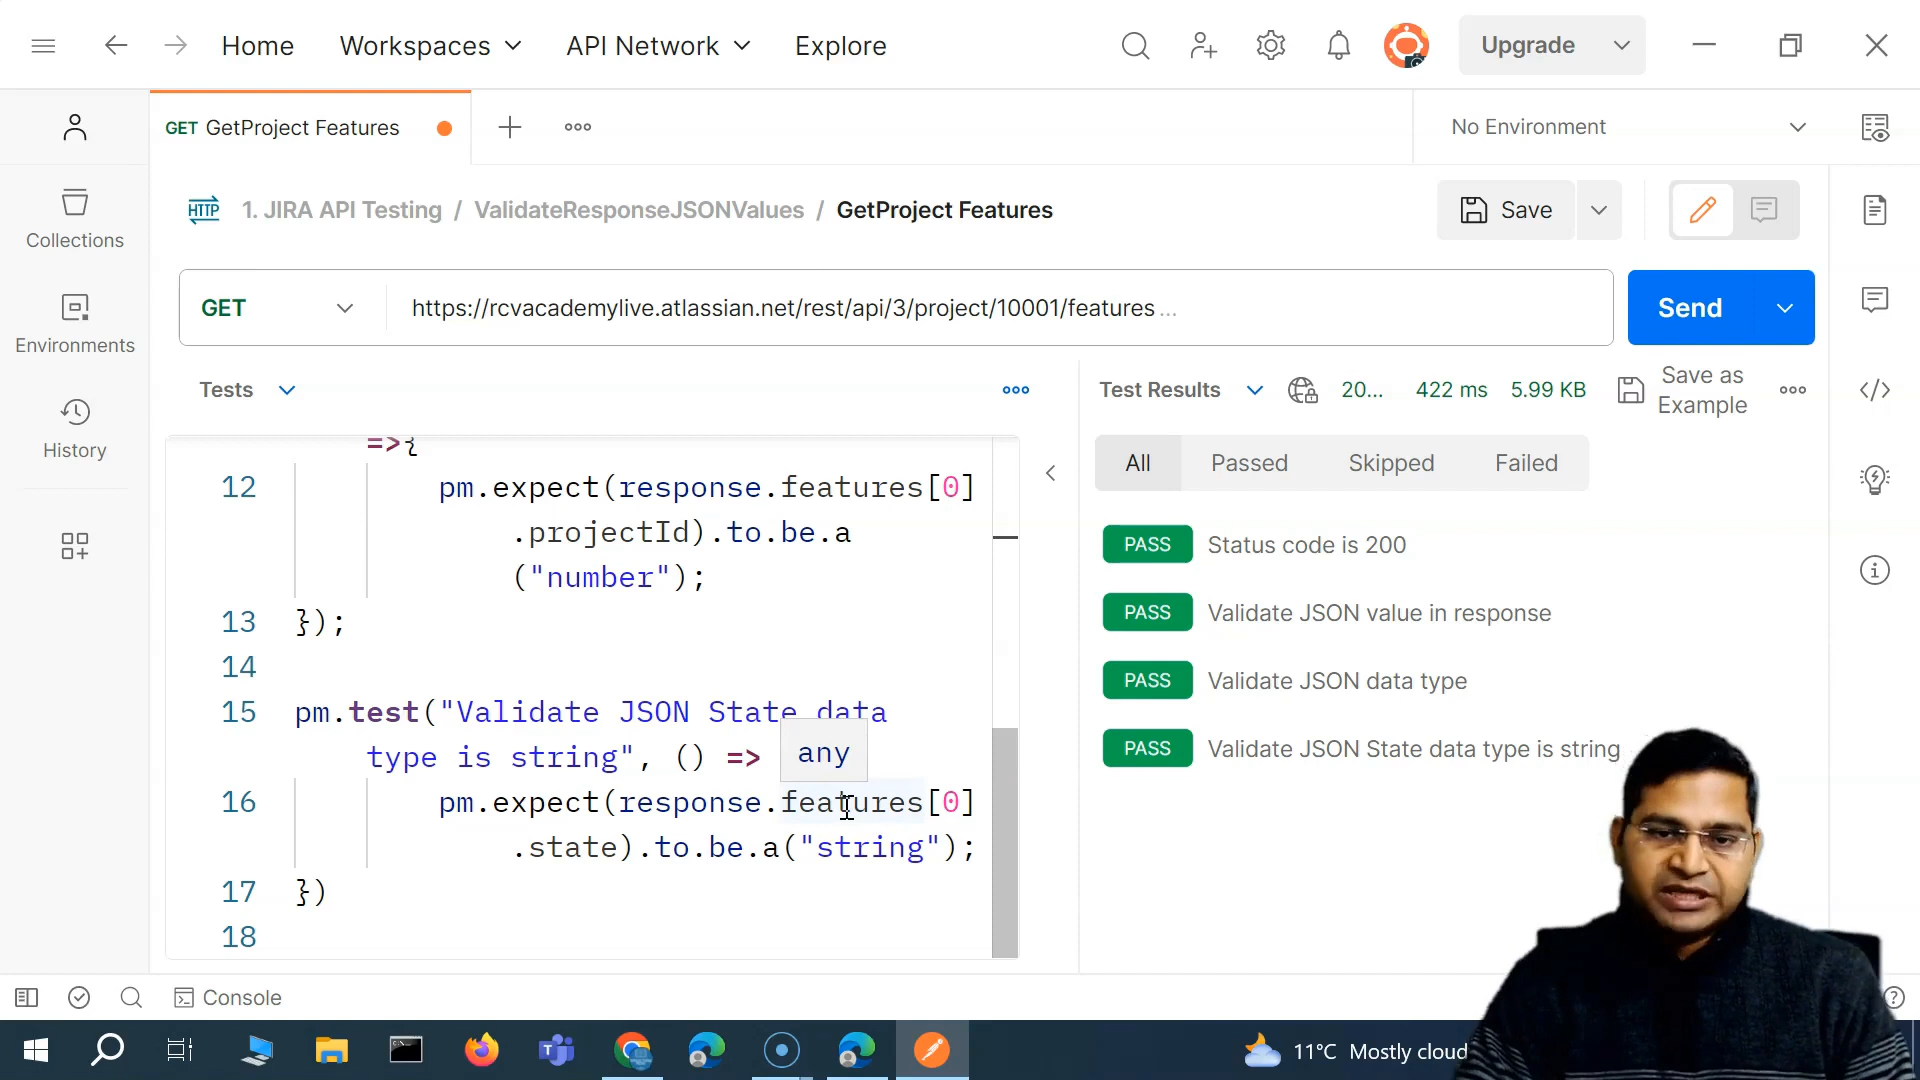 Home Workspaces API Network Explore Upgrade
GET GetProject Features No Environment
HTTP 1. JIRA API Testing / ValidateResponseJSONValues / GetProject Features Save
Collections
GET https://rcvacademylive.atlassian.net/rest/api/3/project/10001/features ... Send
Environments
Tests Test Results 20... 422 ms 5.99 KB Save as Example
History
All Passed Skipped Failed
=>{
12 pm.expect(response.features[0]
.projectId).to.be.a
("number");
13 });
14
15 pm.test("Validate JSON State data
type is string", () =>
any
16 pm.expect(response.features[0]
.state).to.be.a("string");
17 })
18
PASS Status code is 200
PASS Validate JSON value in response
PASS Validate JSON data type
PASS Validate JSON State data type is string
Console
11°C Mostly cloud